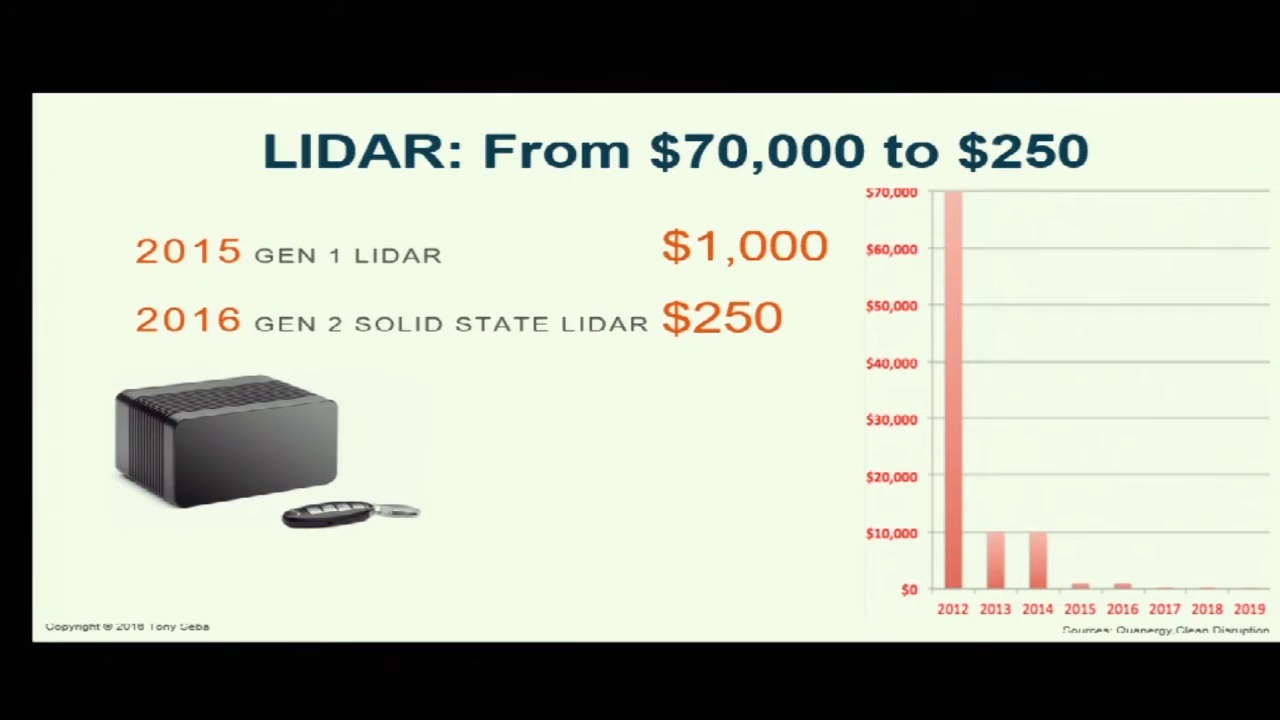 LIDAR: From $70,000 to $250
2015 GEN 1 LIDAR $1,000
2016 GEN 2 SOLID STATE LIDAR $250
$70,000
$60,000
$50,000
$40,000
$30,000
$20,000
$10,000
$0
2012 2013 2014 2015 2016 2017 2018 2019
Copyright © 2016 Tony Seba
Sources: Quanergy, Clean Disruption